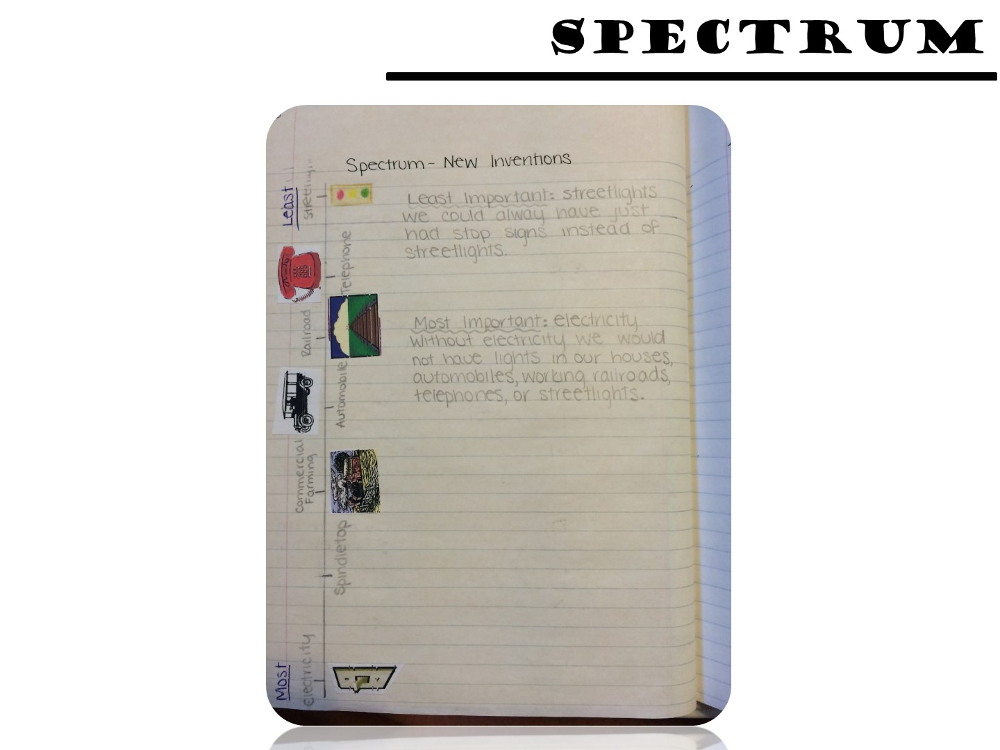 SPECTRUM
Spectrum - New Inventions
Least
Telephone
Railroad
Automobile
Commercial
Farming
Spindletop
electricity
Most
Least Important: streetlights
we could alway have just
had stop signs instead of
streetlights.
Most Important: electricity
Without electricity we would
not have lights in our houses,
automobiles, working railroads,
telephones, or streetlights.